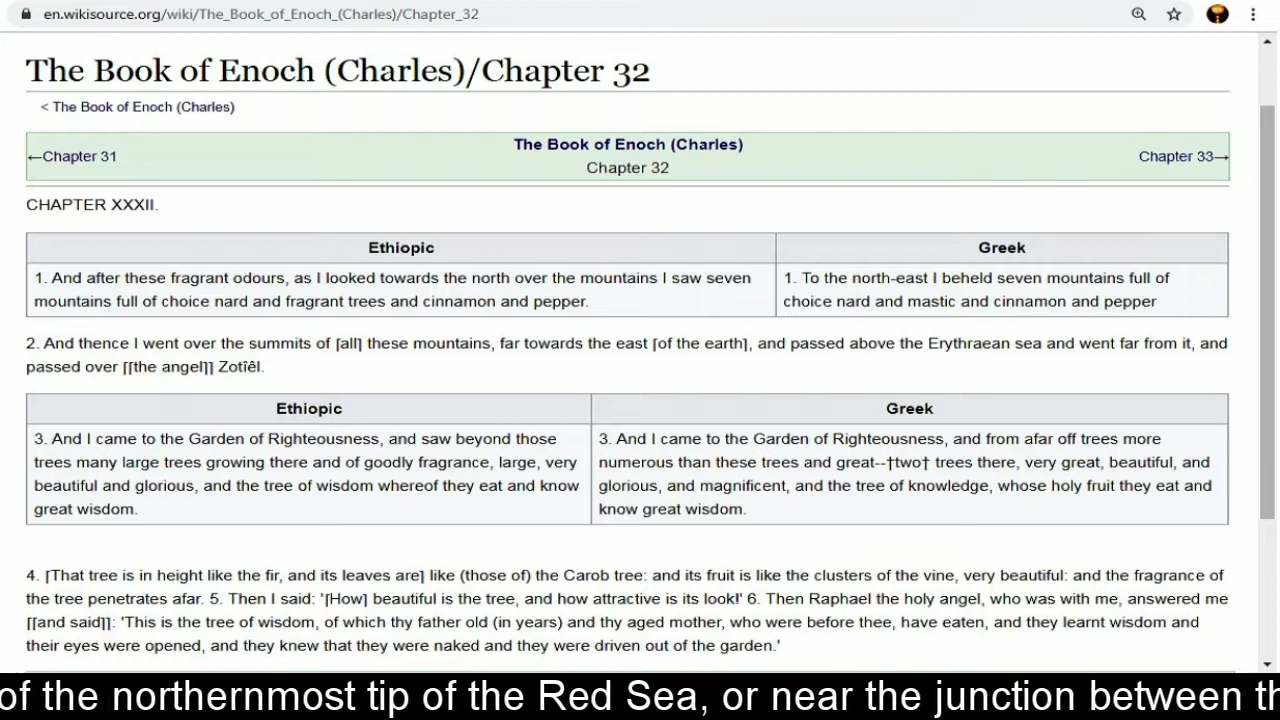 en.wikisource.org/wiki/The_Book_of_Enoch_(Charles)/Chapter_32
The Book of Enoch (Charles)/Chapter 32
< The Book of Enoch (Charles)
The Book of Enoch (Charles)
←Chapter 31
Chapter 33→
Chapter 32
CHAPTER XXXII.
Ethiopic
1. And after these fragrant odours, as I looked towards the north over the mountains I saw seven
mountains full of choice nard and fragrant trees and cinnamon and pepper.
Greek
1. To the north-east I beheld seven mountains full of
choice nard and mastic and cinnamon and pepper
2. And thence I went over the summits of ⌈all⌉ these mountains, far towards the east ⌈of the earth⌉, and passed above the Erythraean sea and went far from it, and
passed over ⌈⌈the angel⌉⌉ Zotîêl.
Ethiopic
3. And I came to the Garden of Righteousness, and saw beyond those
trees many large trees growing there and of goodly fragrance, large, very
beautiful and glorious, and the tree of wisdom whereof they eat and know
great wisdom.
Greek
3. And I came to the Garden of Righteousness, and from afar off trees more
numerous than these trees and great--†two† trees there, very great, beautiful, and
glorious, and magnificent, and the tree of knowledge, whose holy fruit they eat and
know great wisdom.
4. ⌈That tree is in height like the fir, and its leaves are⌉ like (those of) the Carob tree: and its fruit is like the clusters of the vine, very beautiful: and the fragrance of
the tree penetrates afar. 5. Then I said: '⌈How⌉ beautiful is the tree, and how attractive is its look!' 6. Then Raphael the holy angel, who was with me, answered me
⌈⌈and said⌉⌉: 'This is the tree of wisdom, of which thy father old (in years) and thy aged mother, who were before thee, have eaten, and they learnt wisdom and
their eyes were opened, and they knew that they were naked and they were driven out of the garden.'
of the northernmost tip of the Red Sea, or near the junction between th